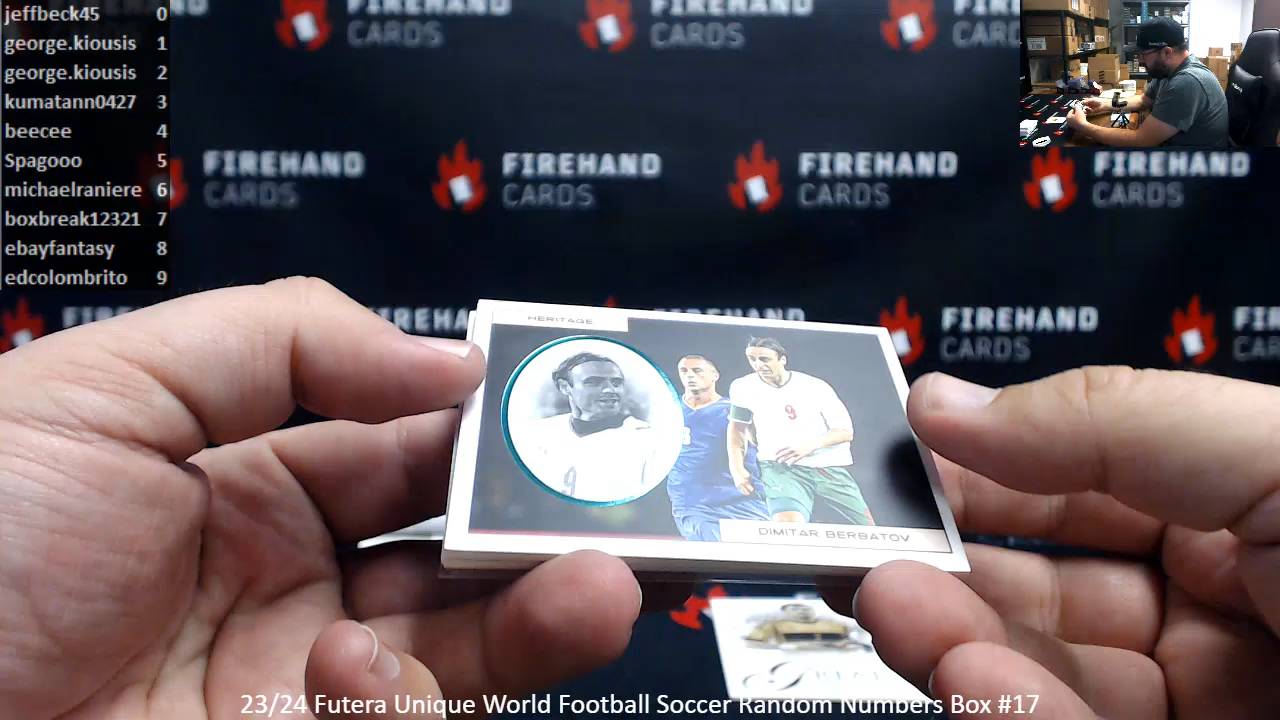 jeffbeck45 0
george.kiousis 1
george.kiousis 2
kumatann0427 3
beecee 4
Spagooo 5
michaelraniere 6
boxbreak12321 7
ebayfantasy 8
edcolombrito 9
FIREHAND
CARDS
FIREHAND
CARDS
FIREHAND
CARDS
FIREHAND
CARDS
FIREHAND
CARDS
FIREHAND
CARDS
FIREHAND
CARDS
FIREHAND
CARDS
HERITAGE
9
9
DIMITAR BERBATOV
23/24 Futera Unique World Football Soccer Random Numbers Box #17